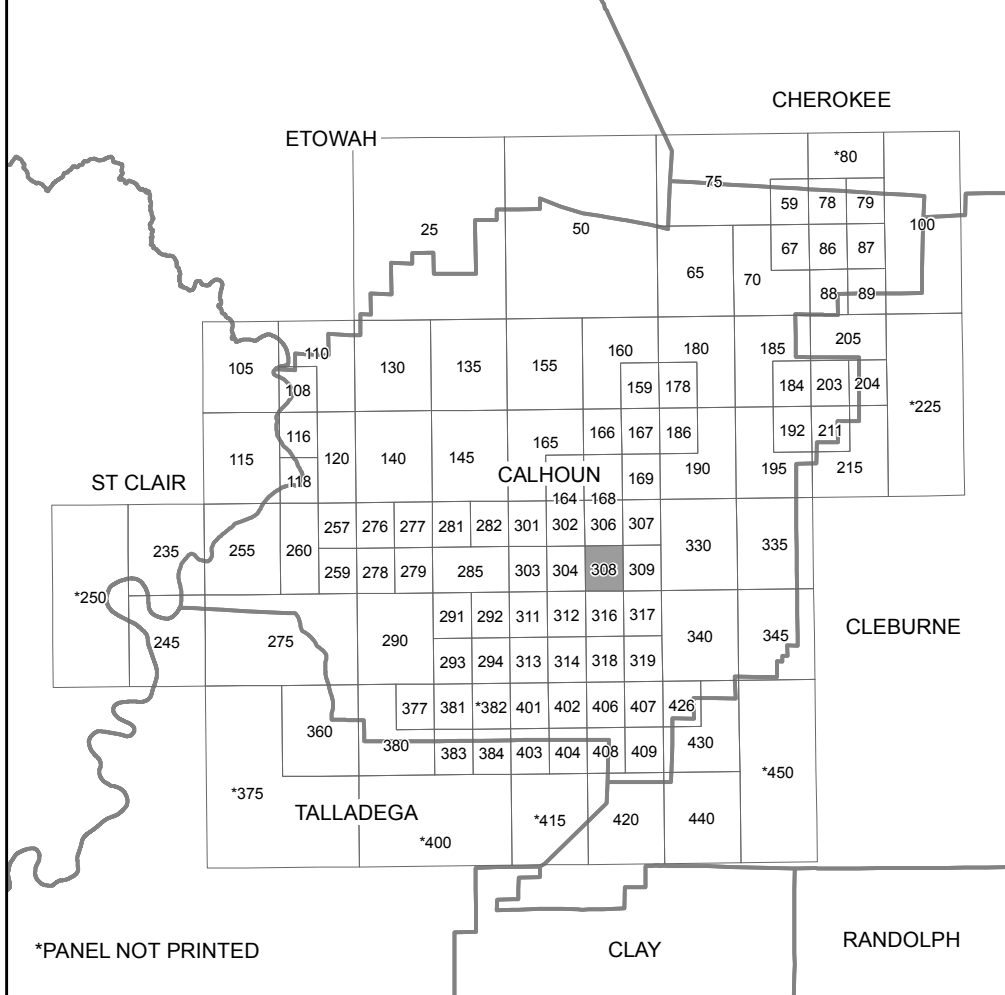 CHEROKEE
ETOWAH
*80
75
59 78 79
25 50 100
67 86 87
65 70
88 89
110 160 180 185 205
105 130 135 155
108 159 178 184 203 204
*225
116 166 167 186 192 211
115 120 140 145 165
190 195 215
ST CLAIR 118 CALHOUN 169
164 168
257 276 277 281 282 301 302 306 307
235 255 260 330 335
259 278 279 285 303 304 308 309
*250
291 292 311 312 316 317
245 275 290 340 345 CLEBURNE
293 294 313 314 318 319
377 381 *382 401 402 406 407 426
360
380 383 384 403 404 408 409 430
*375 *450
TALLADEGA *415 420 440
*400
*PANEL NOT PRINTED CLAY RANDOLPH